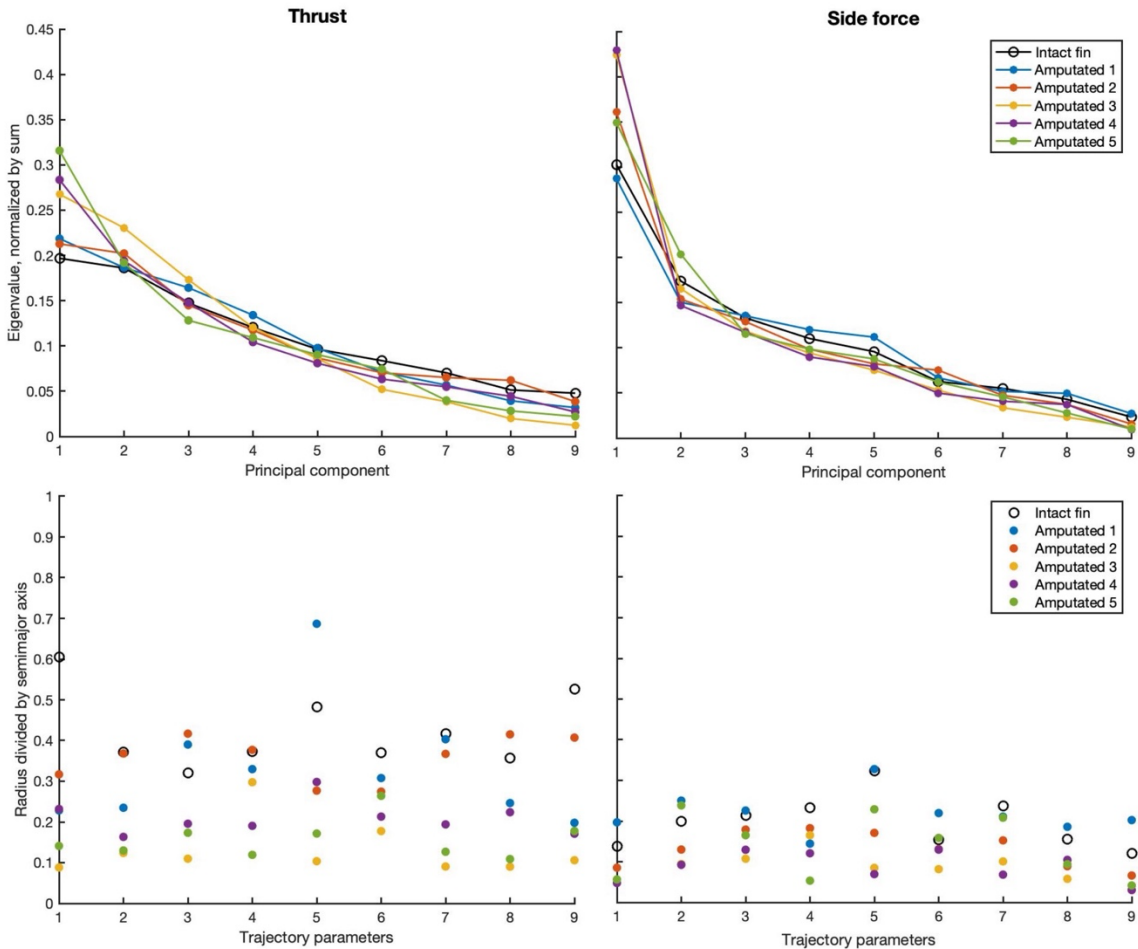 Thrust
Side force
0.45
0.4
0.35
0.3
0.25
0.2
0.15
0.1
0.05
0
Eigenvalue, normalized by sum
1 2 3 4 5 6 7 8 9
Principal component
Intact fin
Amputated 1
Amputated 2
Amputated 3
Amputated 4
Amputated 5
1 2 3 4 5 6 7 8 9
Principal component
1
0.9
0.8
0.7
0.6
0.5
0.4
0.3
0.2
0.1
0
Radius divided by semimajor axis
1 2 3 4 5 6 7 8 9
Trajectory parameters
Intact fin
Amputated 1
Amputated 2
Amputated 3
Amputated 4
Amputated 5
1 2 3 4 5 6 7 8 9
Trajectory parameters